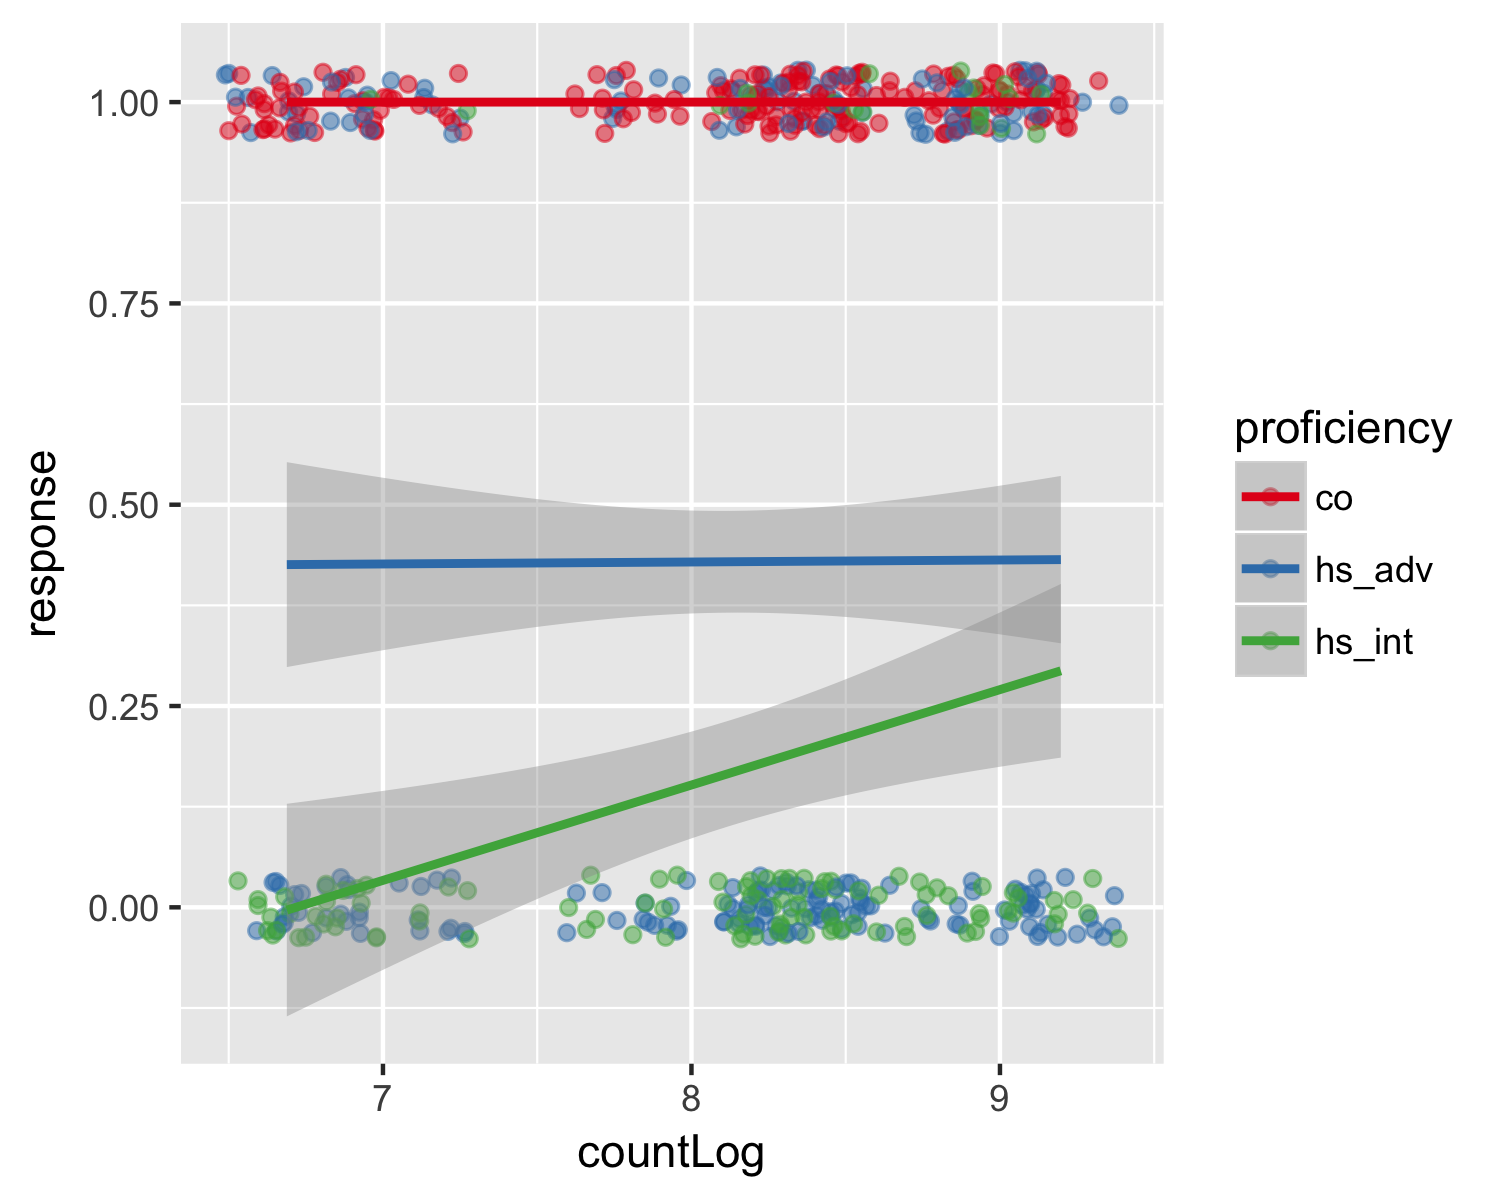 1.00
0.75
0.50
0.25
0.00
response
7 8 9
countLog
proficiency
co
hs_adv
hs_int